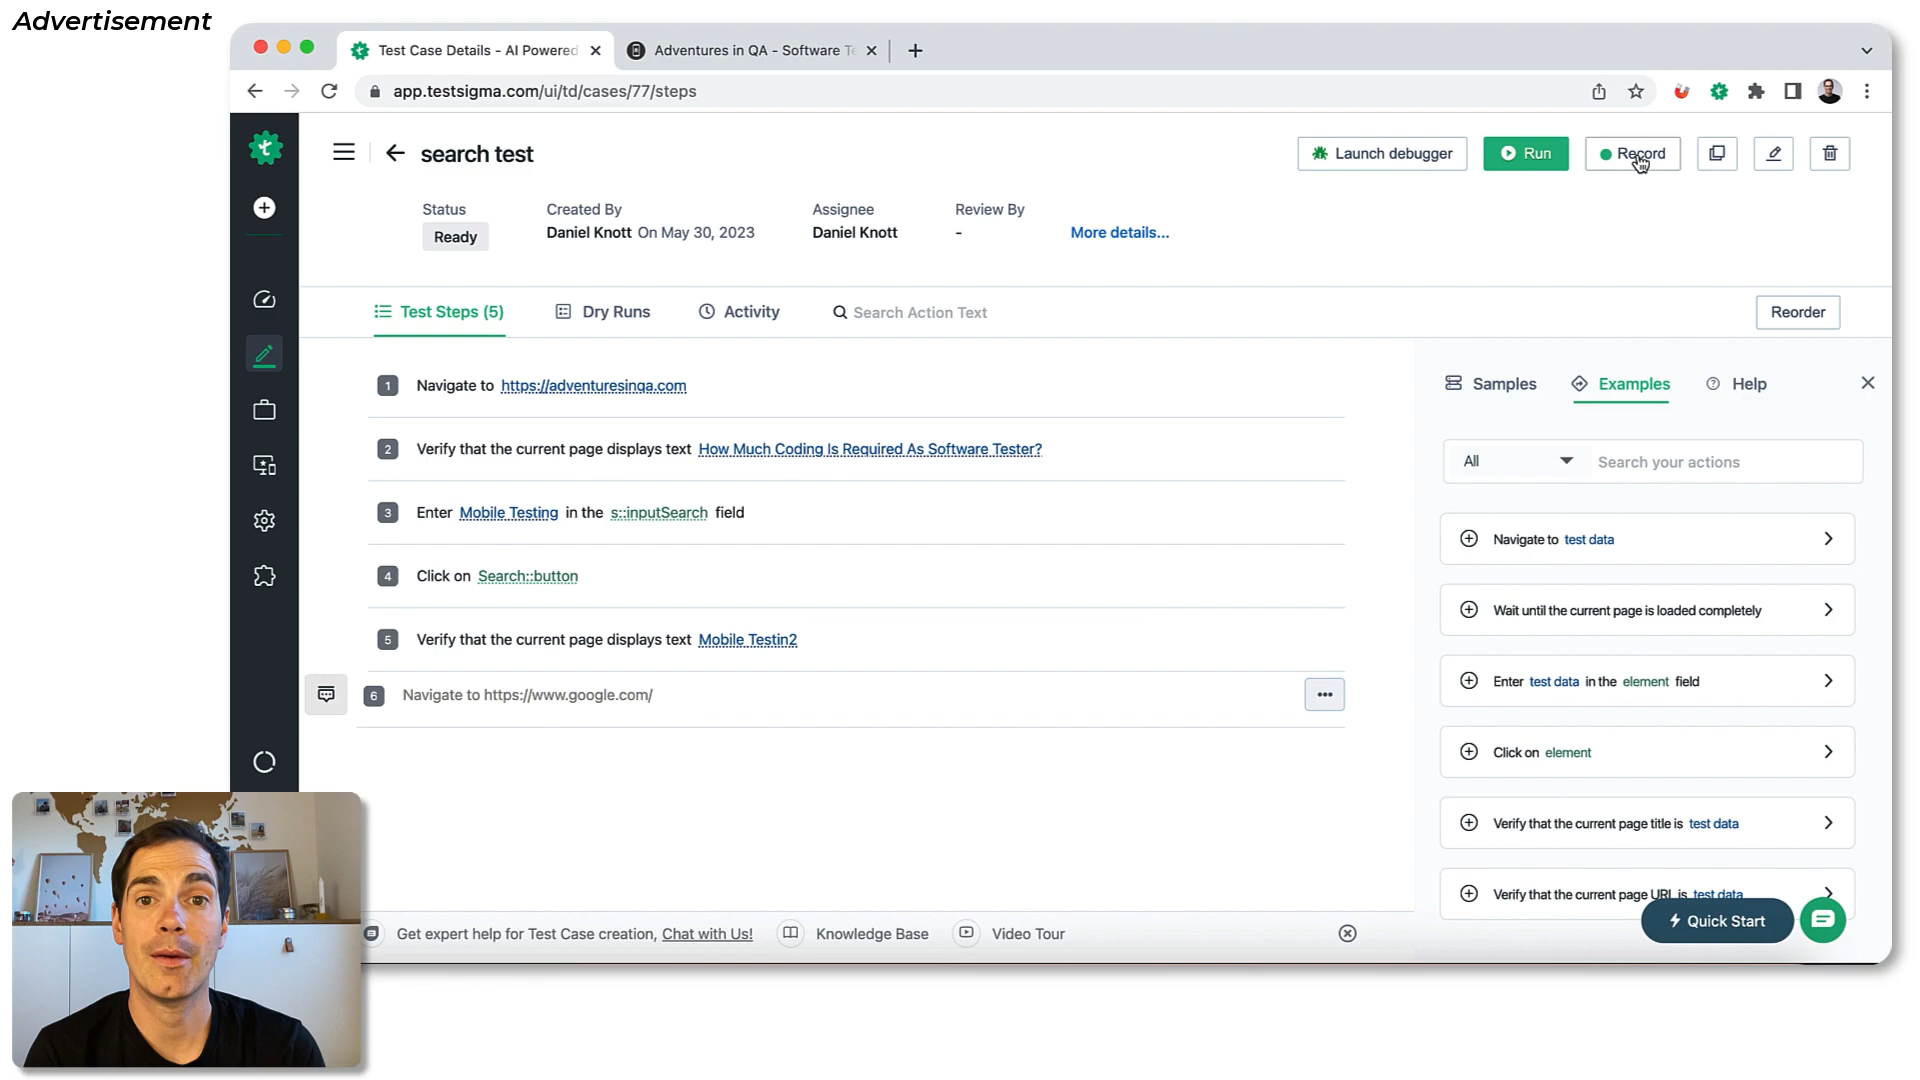 Advertisement
Test Case Details - AI Powered
Adventures in QA - Software Te
app.testsigma.com/ui/td/cases/77/steps
search test
Launch debugger
Run
Record
Status
Created By
Assignee
Review By
Ready
Daniel Knott On May 30, 2023
Daniel Knott
-
More details...
Test Steps (5)
Dry Runs
Activity
Search Action Text
Reorder
1 Navigate to https://adventuresinqa.com
2 Verify that the current page displays text How Much Coding Is Required As Software Tester?
3 Enter Mobile Testing in the s::inputSearch field
4 Click on Search::button
5 Verify that the current page displays text Mobile Testin2
6 Navigate to https://www.google.com/
Samples
Examples
Help
All
Search your actions
Navigate to test data
Wait until the current page is loaded completely
Enter test data in the element field
Click on element
Verify that the current page title is test data
Verify that the current page URL is test data
Quick Start
Get expert help for Test Case creation, Chat with Us!
Knowledge Base
Video Tour